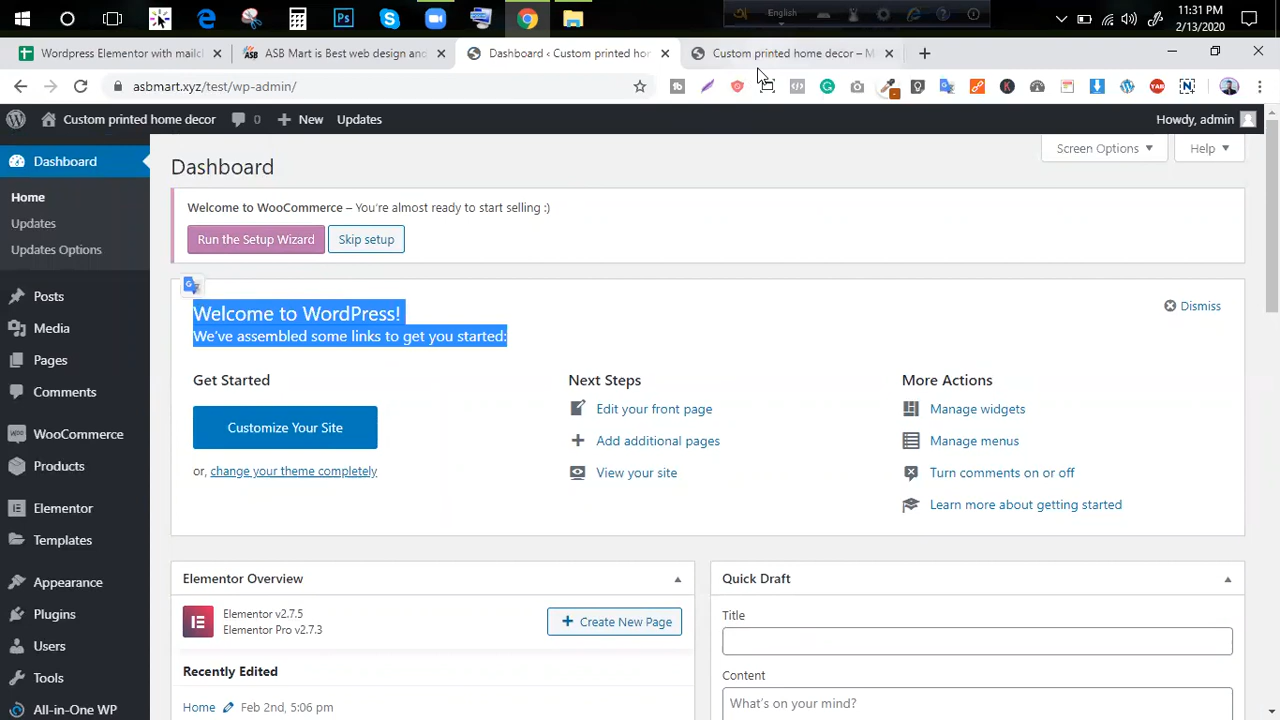 English
11:31 PM
2/13/2020
Wordpress Elementor with mailch
ASB Mart is Best web design and
Dashboard ‹ Custom printed hom
Custom printed home decor – M
asbmart.xyz/test/wp-admin/
Custom printed home decor
0
New
Updates
Howdy, admin
Dashboard
Home
Updates
Updates Options
Posts
Media
Pages
Comments
WooCommerce
Products
Elementor
Templates
Appearance
Plugins
Users
Tools
All-in-One WP
Screen Options
Help
Dashboard
Welcome to WooCommerce – You're almost ready to start selling :)
Run the Setup Wizard
Skip setup
Welcome to WordPress!
We've assembled some links to get you started:
Dismiss
Get Started
Customize Your Site
or, change your theme completely
Next Steps
Edit your front page
Add additional pages
View your site
More Actions
Manage widgets
Manage menus
Turn comments on or off
Learn more about getting started
Elementor Overview
Elementor v2.7.5
Elementor Pro v2.7.3
Create New Page
Recently Edited
Home Feb 2nd, 5:06 pm
Quick Draft
Title
Content
What's on your mind?